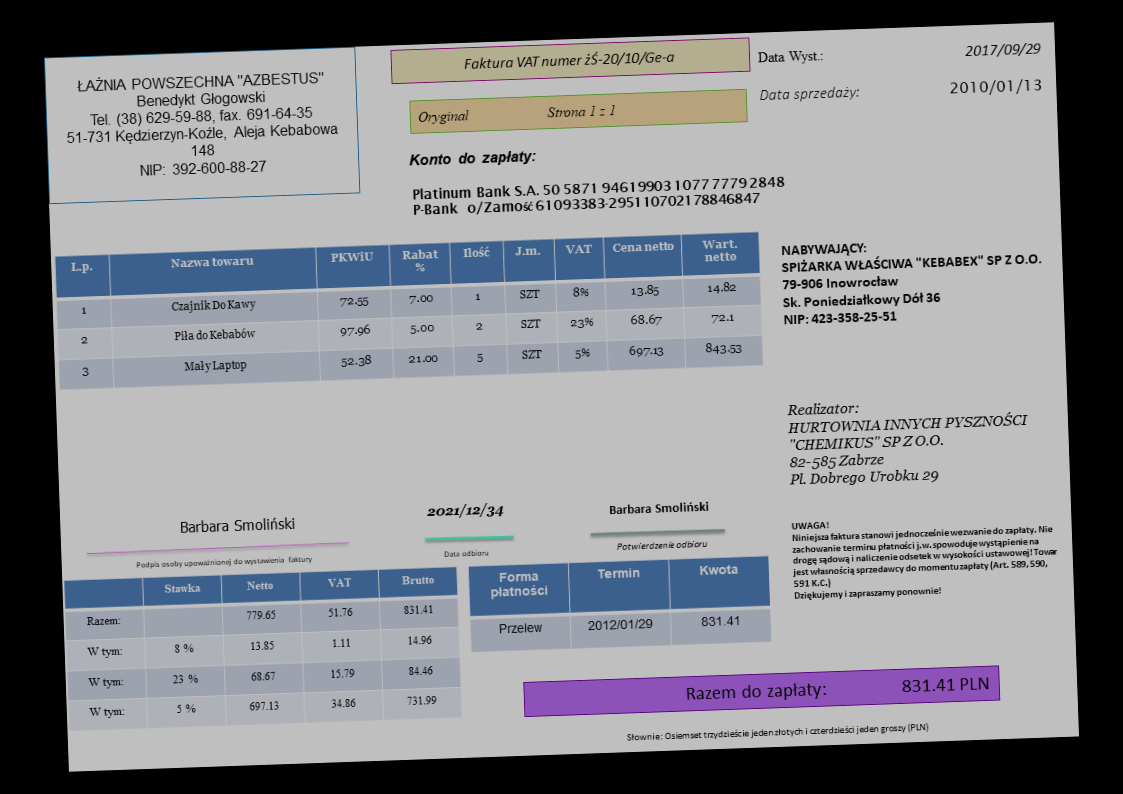 ŁAŹNIA POWSZECHNA "AZBESTUS"
Benedykt Głogowski
Tel. (38) 629-59-88, fax. 691-64-35
51-731 Kędzierzyn-Koźle, Aleja Kebabowa
148
NIP: 392-600-88-27
Faktura VAT numer żŚ-20/10/Ge-a
Oryginal Strona 1 z 1
Data Wyst.: 2017/09/29
Data sprzedaży: 2010/01/13
Konto do zapłaty:
Platinum Bank S.A. 50 5871 9461 9903 1077 7779 2848
P-Bank o/Zamość 61093383-295110702178846847
L.p. Nazwa towaru PKWiU Rabat % Ilość J.m. VAT Cena netto Wart. netto
1 Czajnik Do Kawy 72.55 7.00 1 SZT 8% 13.85 14.82
2 Piła do Kebabów 97.96 5.00 2 SZT 23% 68.67 72.1
3 Mały Laptop 52.38 21.00 5 SZT 5% 697.13 843.53
NABYWAJĄCY:
SPIŻARKA WŁAŚCIWA "KEBABEX" SP Z O.O.
79-906 Inowrocław
Sk. Poniedziałkowy Dół 36
NIP: 423-358-25-51
Realizator:
HURTOWNIA INNYCH PYSZNOŚCI
"CHEMIKUS" SP Z O.O.
82-585 Zabrze
Pl. Dobrego Urobku 29
Barbara Smoliński
Podpis osoby upoważnionej do wystawienia faktury
2021/12/34
Data odbioru
Barbara Smoliński
Potwierdzenie odbioru
UWAGA!
Niniejsza faktura stanowi jednocześnie wezwanie do zapłaty. Nie
zachowanie terminu płatności j.w. spowoduje wystąpienie na
drogę sądową i naliczenie odsetek w wysokości ustawowej! Towar
jest własnością sprzedawcy do momentu zapłaty (Art. 589, 590,
591 K.C.)
Dziękujemy i zapraszamy ponownie!
Stawka Netto VAT Brutto
Razem: 779.65 51.76 831.41
W tym: 8 % 13.85 1.11 14.96
W tym: 23 % 68.67 15.79 84.46
W tym: 5 % 697.13 34.86 731.99
Forma płatności Termin Kwota
Przelew 2012/01/29 831.41
Razem do zapłaty: 831.41 PLN
Słownie: Osiemset trzydzieście jeden złotych i czterdzieści jeden groszy (PLN)